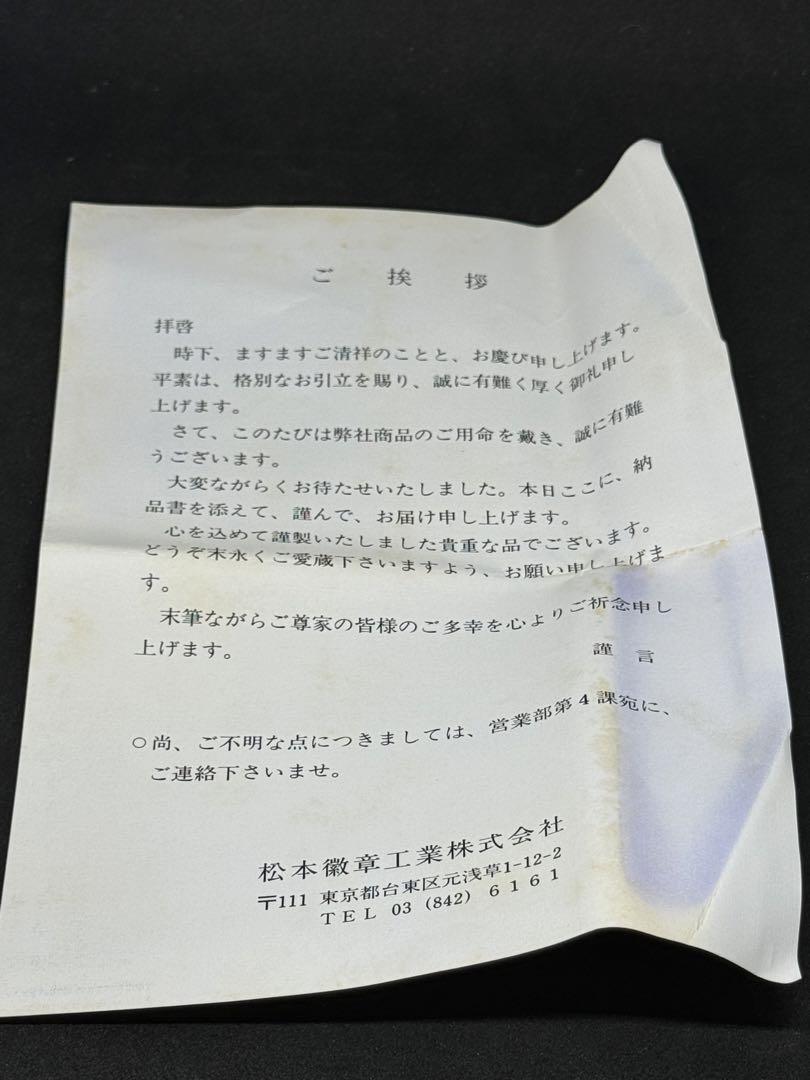 ご挨拶
拝啓
時下、ますますご清祥のことと、お慶び申し上げます。
平素は、格別なお引立を賜り、誠に有難く厚く御礼申し
上げます。
さて、このたびは弊社商品のご用命を戴き、誠に有難
うございます。
大変ながらくお待たせいたしました。本日ここに、納
品書を添えて、謹んで、お届け申し上げます。
心を込めて謹製いたしました貴重な品でございます。
どうぞ末永くご愛蔵下さいますよう、お願い申し上げま
す。
末筆ながらご尊家の皆様のご多幸を心よりご祈念申し
上げます。
謹言
○尚、ご不明な点につきましては、営業部第4課宛に、
ご連絡下さいませ。
松本徽章工業株式会社
〒111 東京都台東区元浅草1-12-2
TEL 03 (842) 6161